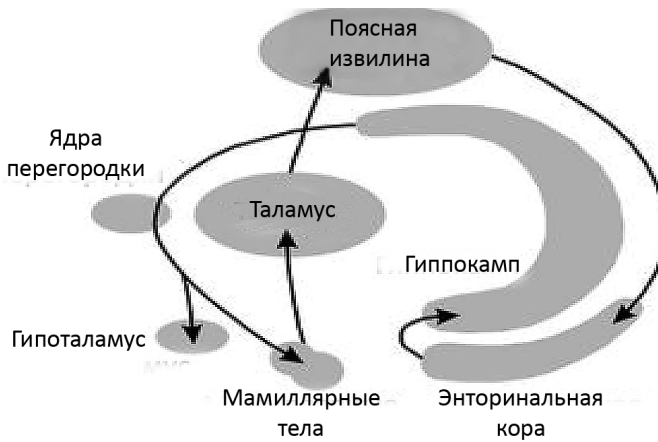 Поясная
извилина
Ядра
перегородки
Таламус
Гиппокамп
Гипоталамус
Мамиллярные
тела
Энторинальная
кора